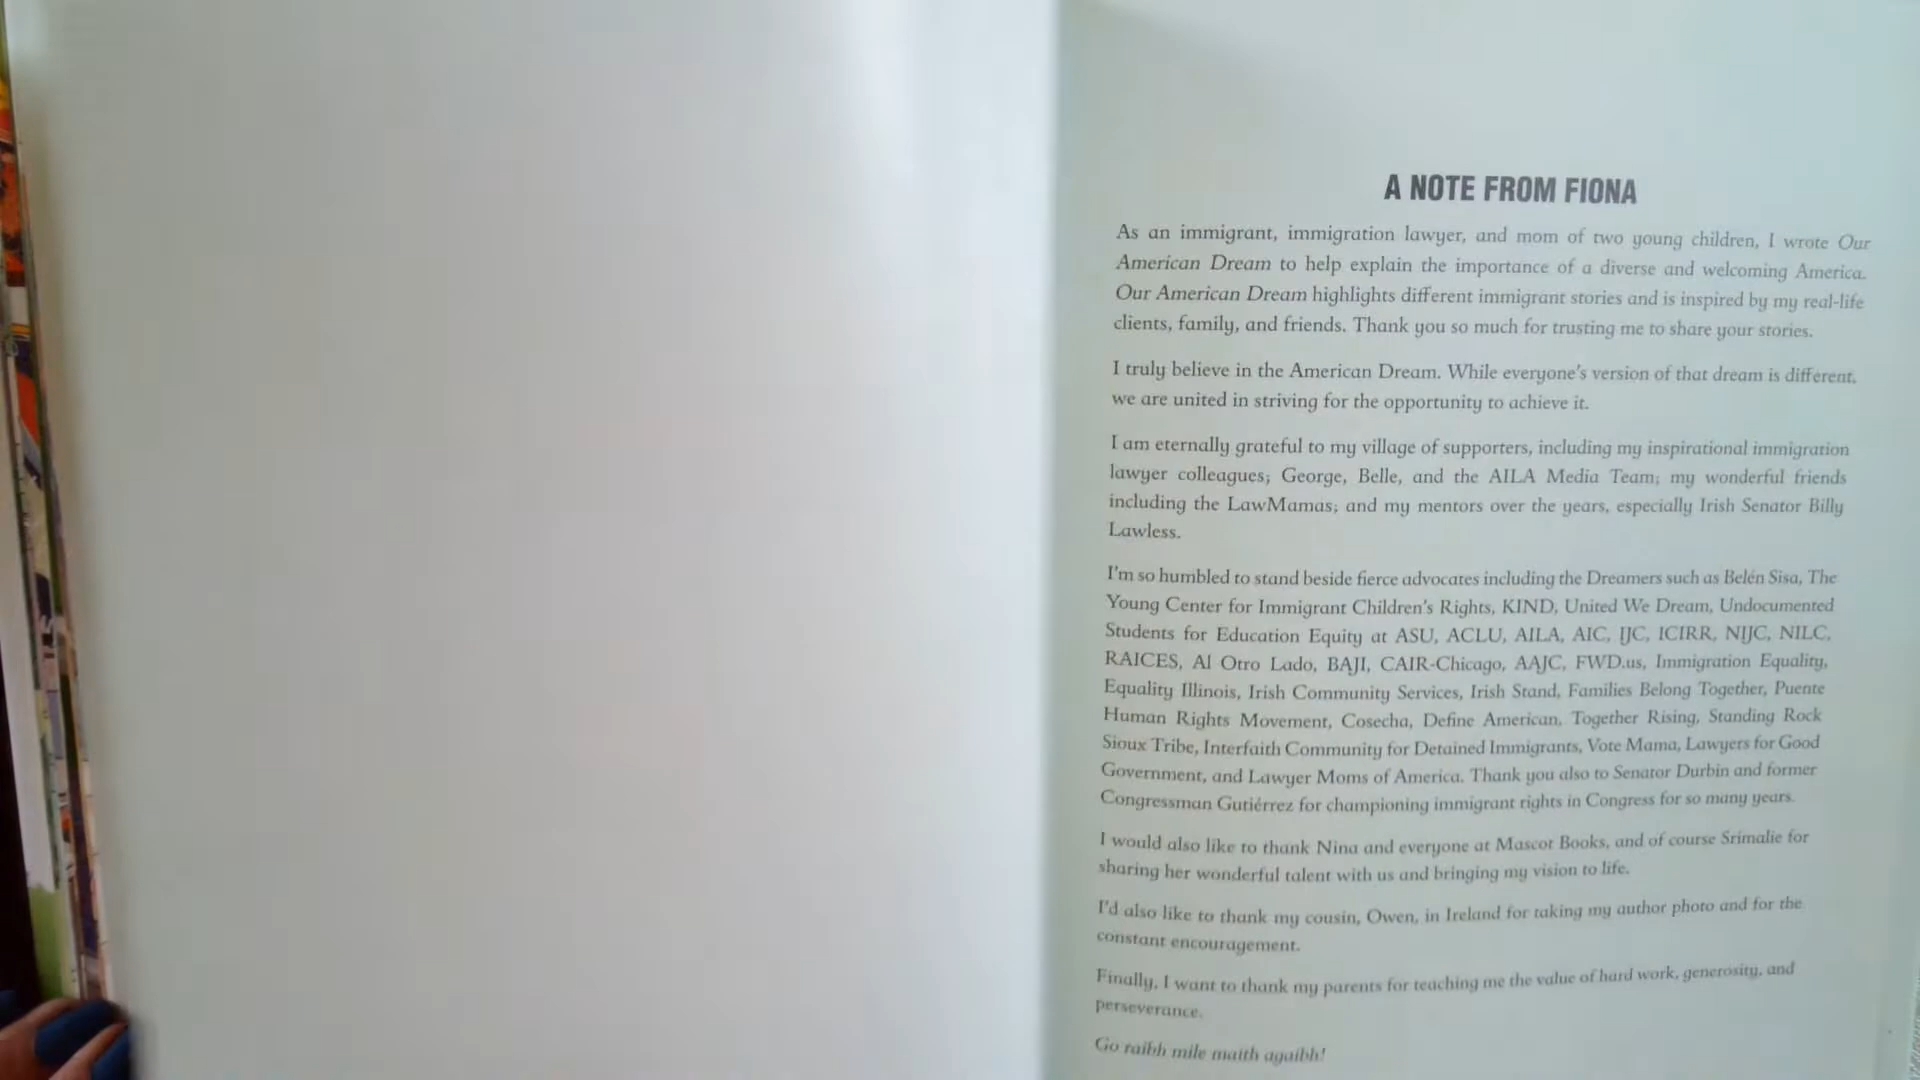 A NOTE FROM FIONA
As an immigrant, immigration lawyer, and mom of two young children, I wrote Our
American Dream to help explain the importance of a diverse and welcoming America.
Our American Dream highlights different immigrant stories and is inspired by my real-life
clients, family, and friends. Thank you so much for trusting me to share your stories.
I truly believe in the American Dream. While everyone's version of that dream is different,
we are united in striving for the opportunity to achieve it.
I am eternally grateful to my village of supporters, including my inspirational immigration
lawyer colleagues; George, Belle, and the AILA Media Team; my wonderful friends
including the LawMamas; and my mentors over the years, especially Irish Senator Billy
Lawless.
I'm so humbled to stand beside fierce advocates including the Dreamers such as Belén Sisa, The
Young Center for Immigrant Children's Rights, KIND, United We Dream, Undocumented
Students for Education Equity at ASU, ACLU, AILA, AIC, IJC, ICIRR, NIJC, NILC,
RAICES, Al Otro Lado, BAJI, CAIR-Chicago, AAJC, FWD.us, Immigration Equality,
Equality Illinois, Irish Community Services, Irish Stand, Families Belong Together, Puente
Human Rights Movement, Cosecha, Define American, Together Rising, Standing Rock
Sioux Tribe, Interfaith Community for Detained Immigrants, Vote Mama, Lawyers for Good
Government, and Lawyer Moms of America. Thank you also to Senator Durbin and former
Congressman Gutiérrez for championing immigrant rights in Congress for so many years.
I would also like to thank Nina and everyone at Mascot Books, and of course Srimalie for
sharing her wonderful talent with us and bringing my vision to life.
I'd also like to thank my cousin, Owen, in Ireland for taking my author photo and for the
constant encouragement.
Finally, I want to thank my parents for teaching me the value of hard work, generosity, and
perseverance.
Go raibh mile maith agaibh!